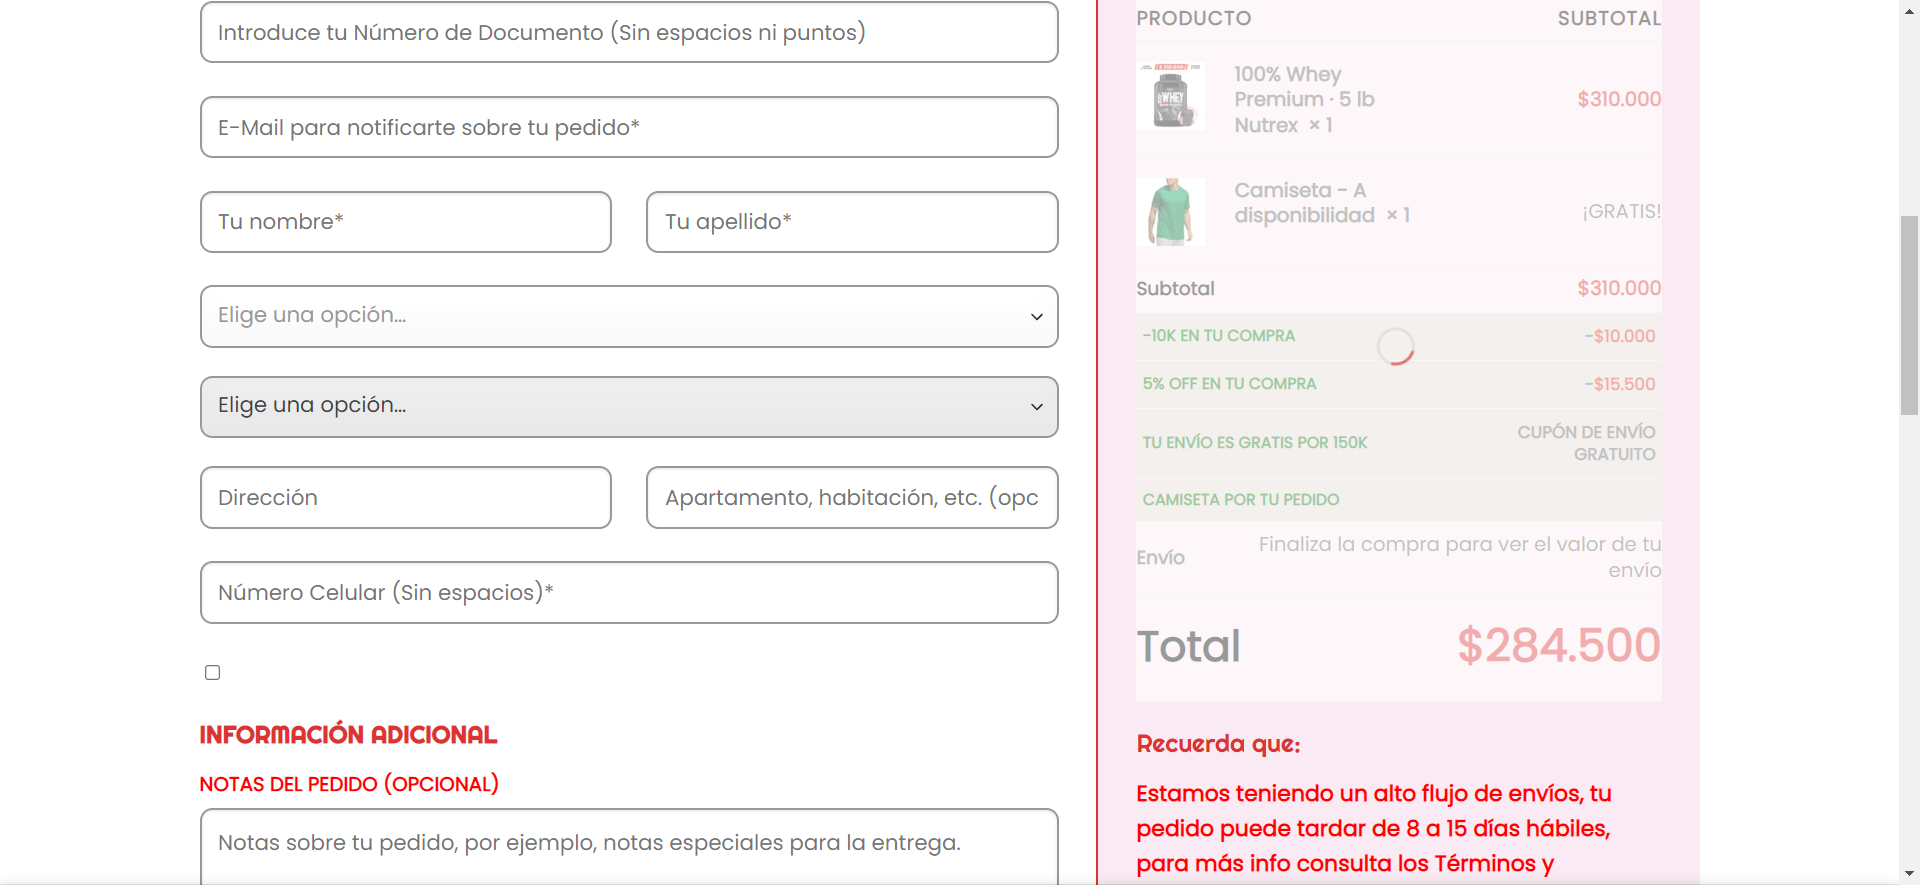 Introduce tu Número de Documento (Sin espacios ni puntos)
E-Mail para notificarte sobre tu pedido*
Tu nombre*
Tu apellido*
Elige una opción...
Elige una opción...
Dirección
Apartamento, habitación, etc. (opc
Número Celular (Sin espacios)*
INFORMACIÓN ADICIONAL
NOTAS DEL PEDIDO (OPCIONAL)
Notas sobre tu pedido, por ejemplo, notas especiales para la entrega.
PRODUCTO SUBTOTAL
WHEY
100% Whey
Premium · 5 lb
Nutrex × 1
$310.000
Camiseta - A
disponibilidad × 1
¡GRATIS!
Subtotal $310.000
-10K EN TU COMPRA -$10.000
5% OFF EN TU COMPRA -$15.500
TU ENVÍO ES GRATIS POR 150K
CUPÓN DE ENVÍO
GRATUITO
CAMISETA POR TU PEDIDO
Envío
Finaliza la compra para ver el valor de tu
envío
Total $284.500
Recuerda que:
Estamos teniendo un alto flujo de envíos, tu
pedido puede tardar de 8 a 15 días hábiles,
para más info consulta los Términos y